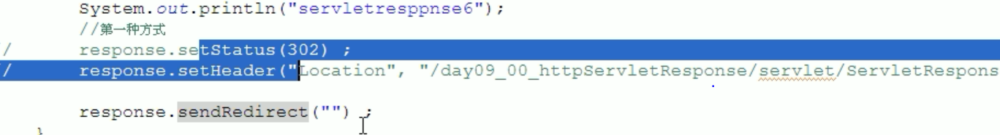 System.out.println("servletresppnse6");
//第一种方式
/ response.setStatus(302) ;
/ response.setHeader("Location", "/day09_00_httpServletResponse/servlet/ServletRespons
response.sendRedirect("") ;
}